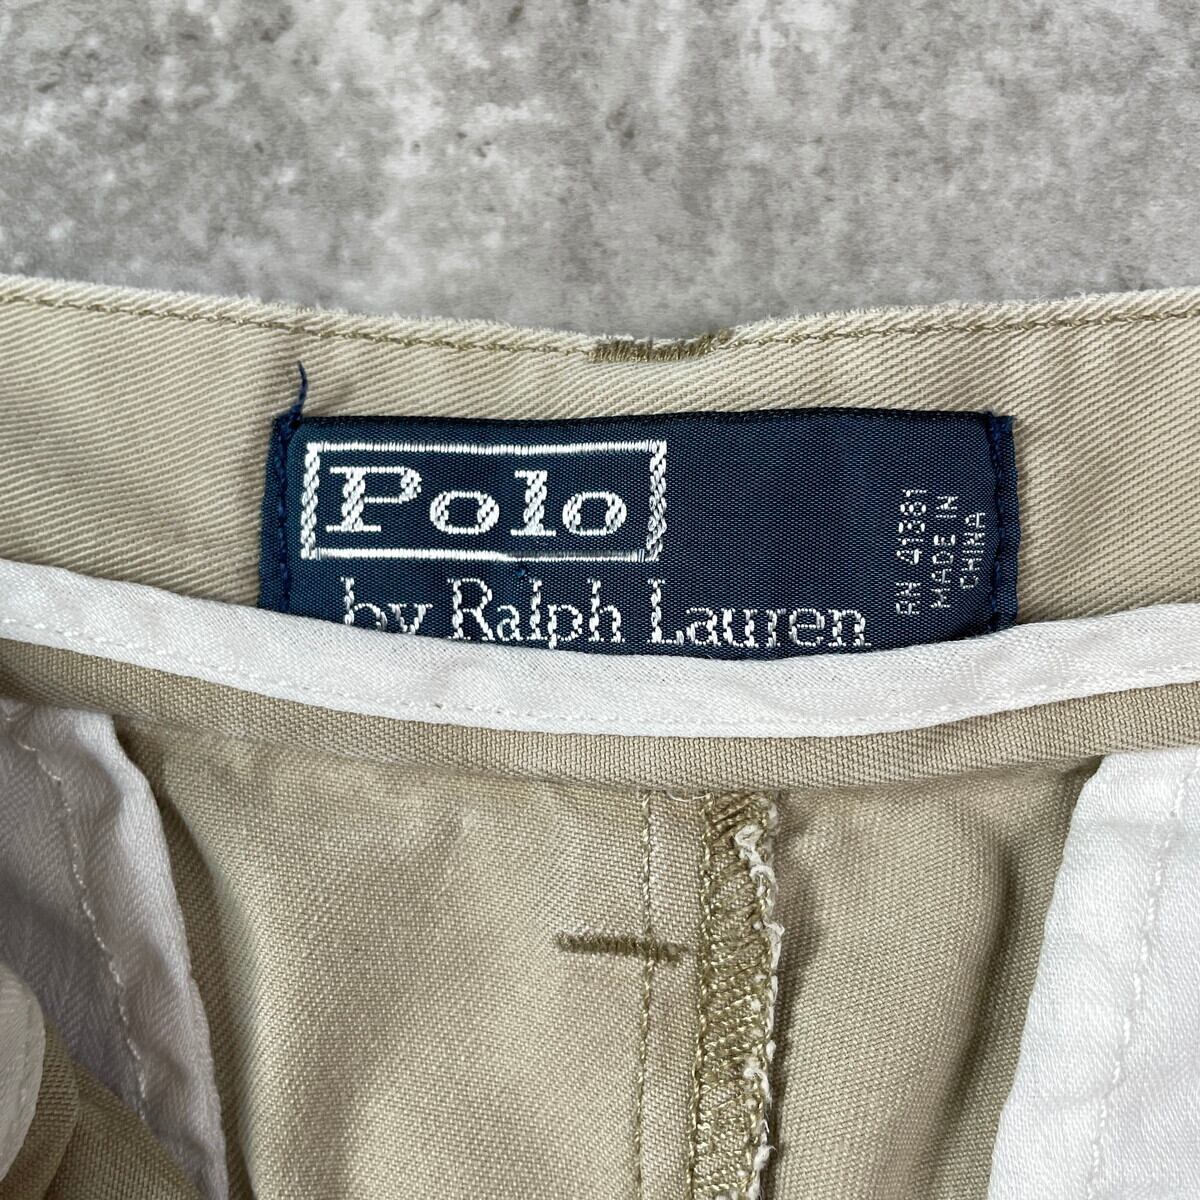 Polo
by Ralph Lauren
RN 41381
MADE IN
CHINA